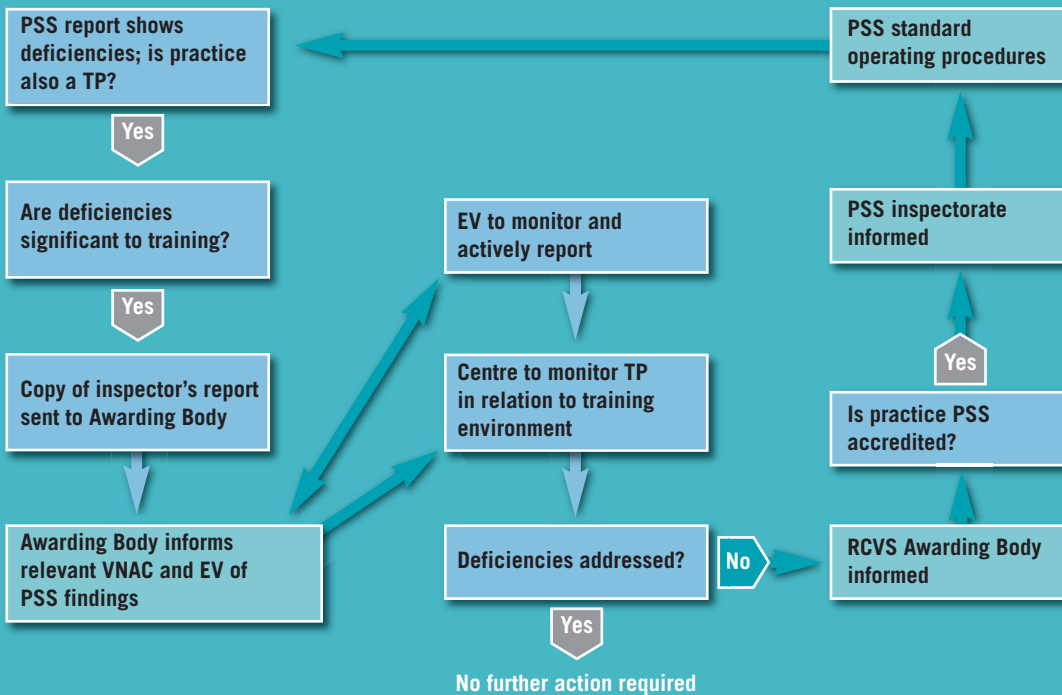 PSS report shows
deficiencies; is practice
also a TP?
Yes
Are deficiencies
significant to training?
Yes
Copy of inspector's report
sent to Awarding Body
Awarding Body informs
relevant VNAC and EV of
PSS findings
EV to monitor and
actively report
Centre to monitor TP
in relation to training
environment
Deficiencies addressed?
Yes
No further action required
No
RCVS Awarding Body
informed
Is practice PSS
accredited?
Yes
PSS inspectorate
informed
PSS standard
operating procedures